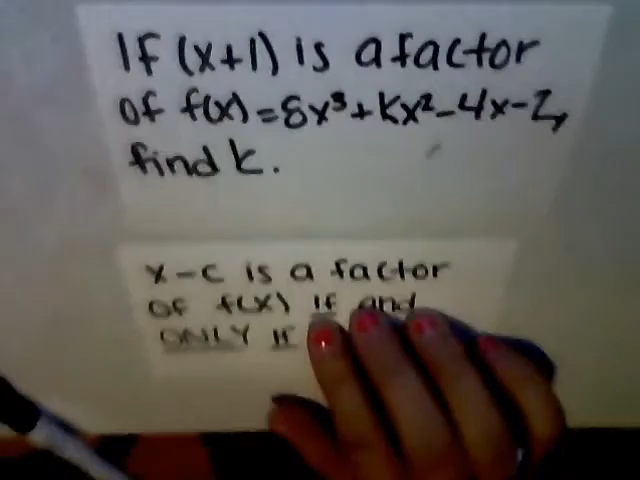 If (x+1) is a factor
of f(x)=8x³+kx²-4x-2,
find k.
x-c is a factor
of f(x) if and
ONLY if